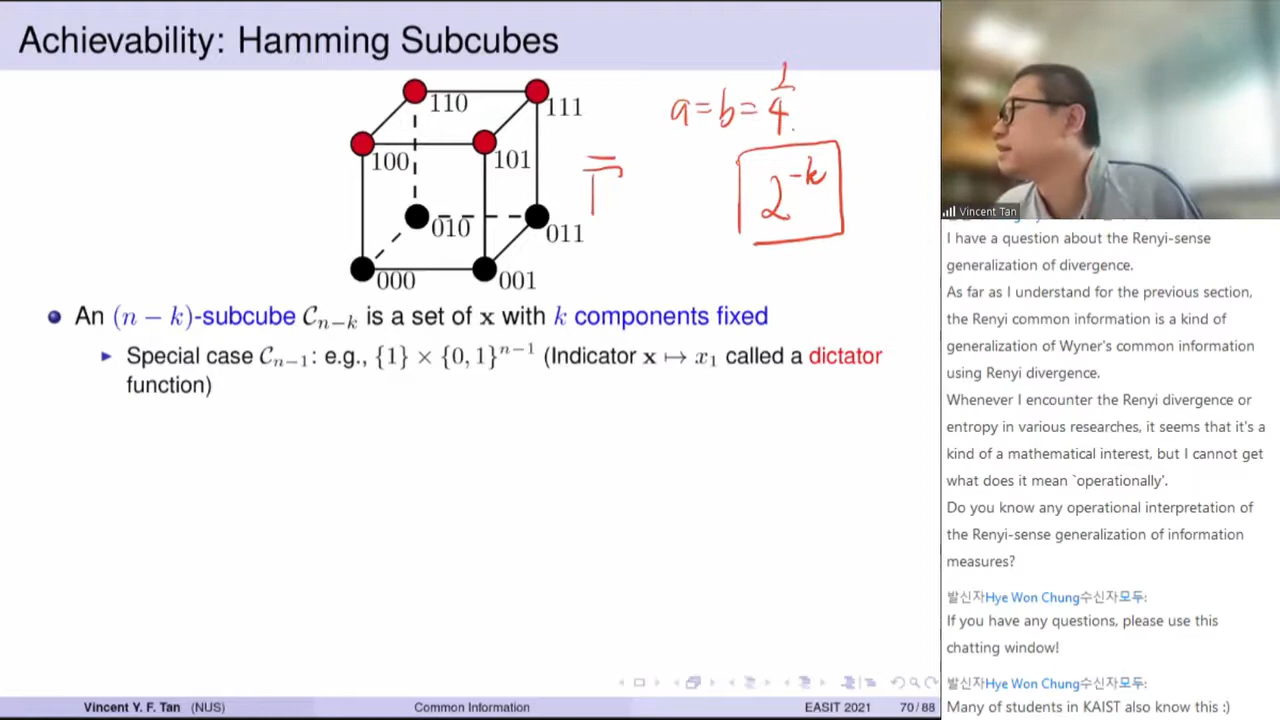 Achievability: Hamming Subcubes
110
111
100
101
010
011
000
001
Γ
a = b = 1/4.
2^{-k}
An (n − k)-subcube C_{n−k} is a set of x with k components fixed
Special case C_{n−1}: e.g., {1} × {0, 1}^{n−1} (Indicator x ↦ x_1 called a dictator
function)
Vincent Y. F. Tan (NUS)
Common Information
EASIT 2021
70/88
Vincent Tan
I have a question about the Renyi-sense
generalization of divergence.
As far as I understand for the previous section,
the Renyi common information is a kind of
generalization of Wyner's common information
using Renyi divergence.
Whenever I encounter the Renyi divergence or
entropy in various researches, it seems that it's a
kind of a mathematical interest, but I cannot get
what does it mean `operationally'.
Do you know any operational interpretation of
the Renyi-sense generalization of information
measures?
발신자Hye Won Chung수신자모두:
If you have any questions, please use this
chatting window!
발신자Hye Won Chung수신자모두:
Many of students in KAIST also know this :)